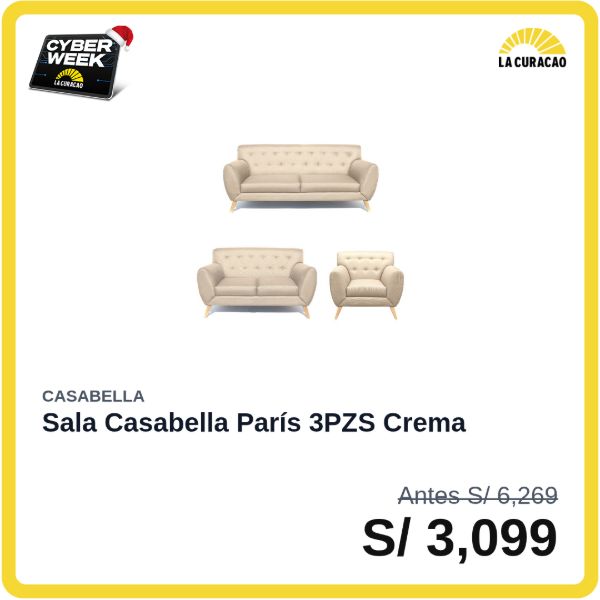 CYBER
WEEK
LA CURACAO
LA CURACAO
CASABELLA
Sala Casabella París 3PZS Crema
Antes S/ 6,269
S/ 3,099